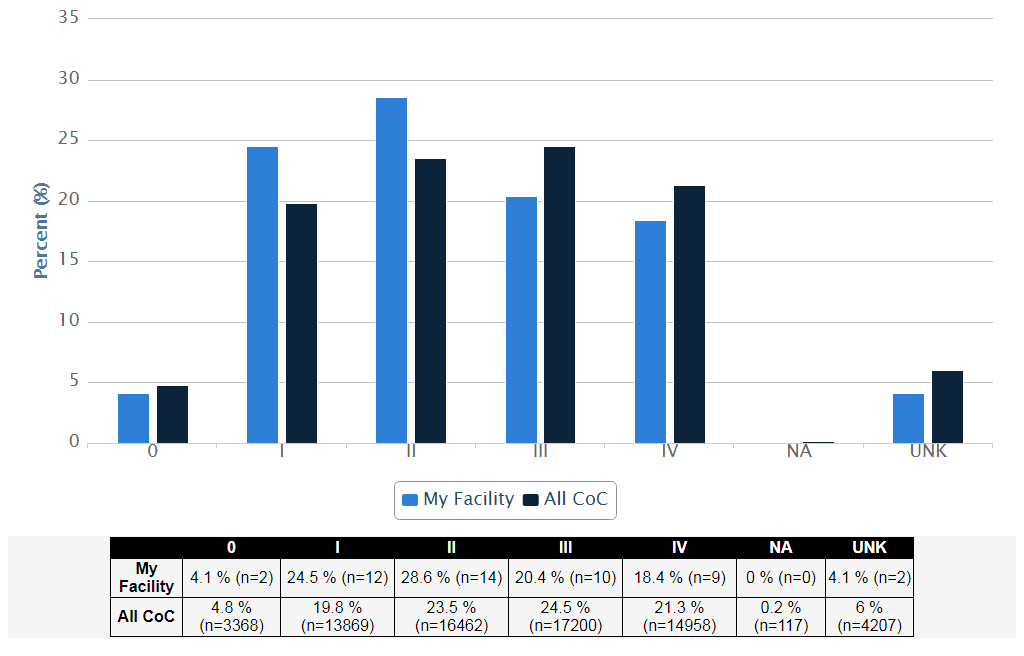 35
30
25
20
15
10
5
0
Percent (%)
0 I II III IV NA UNK
My Facility All CoC
0 I II III IV NA UNK
My Facility 4.1 % (n=2) 24.5 % (n=12) 28.6 % (n=14) 20.4 % (n=10) 18.4 % (n=9) 0 % (n=0) 4.1 % (n=2)
All CoC 4.8 % (n=3368) 19.8 % (n=13869) 23.5 % (n=16462) 24.5 % (n=17200) 21.3 % (n=14958) 0.2 % (n=117) 6 % (n=4207)